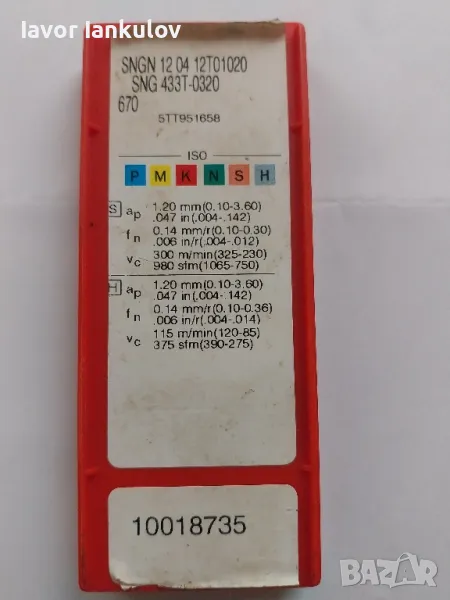 lavor lankulov
SNGN 12 04 12T01020
SNG 433T-0320
670
5TT951658
ISO
P M K N S H
S ap 1.20 mm(0.10-3.60)
.047 in(.004-.142)
fn 0.14 mm/r(0.10-0.30)
.006 in/r(.004-.012)
vc 300 m/min(325-230)
980 sfm(1065-750)
H ap 1.20 mm(0.10-3.60)
.047 in(.004-.142)
fn 0.14 mm/r(0.10-0.36)
.006 in/r(.004-.014)
vc 115 m/min(120-85)
375 sfm(390-275)
10018735
BAZAR